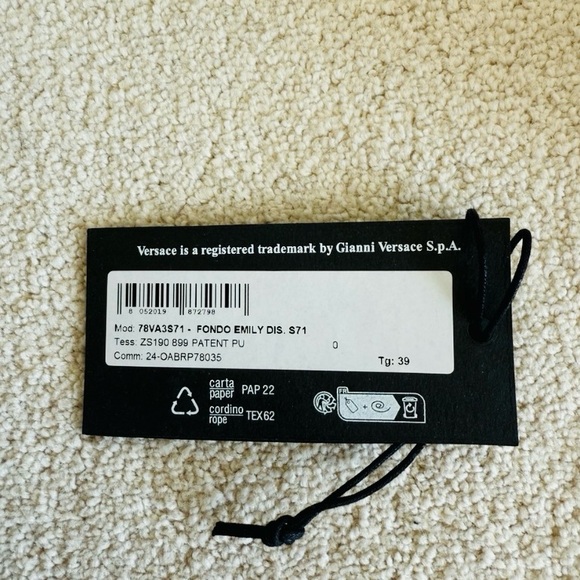 Versace is a registered trademark by Gianni Versace S.p.A.
8 052019 872798
Mod: 78VA3S71 - FONDO EMILY DIS. S71
Tess: ZS190 899 PATENT PU 0
Comm: 24-OABRP78035 Tg: 39
carta
paper PAP 22
cordino
rope TEX62
FR